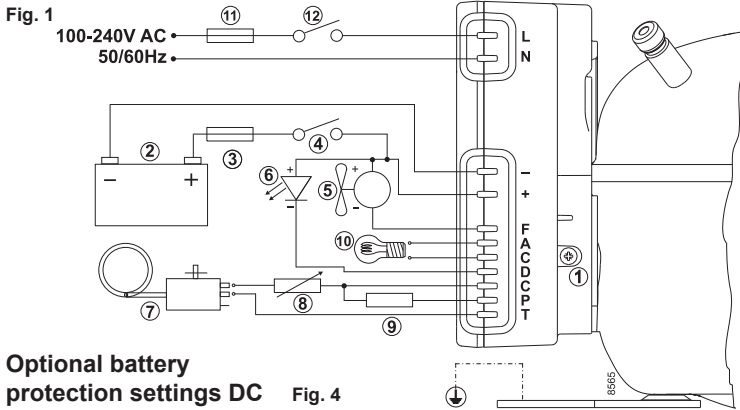 Fig. 1
⑪ ⑫
100-240V AC
50/60Hz
L
N
② ③ ④
− +
⑥ + −
⑤ + −
⑩
−
+
F
A
C
D
C
P
T
①
⑦ ⑧ ⑨
−
8565
Optional battery
protection settings DC Fig. 4